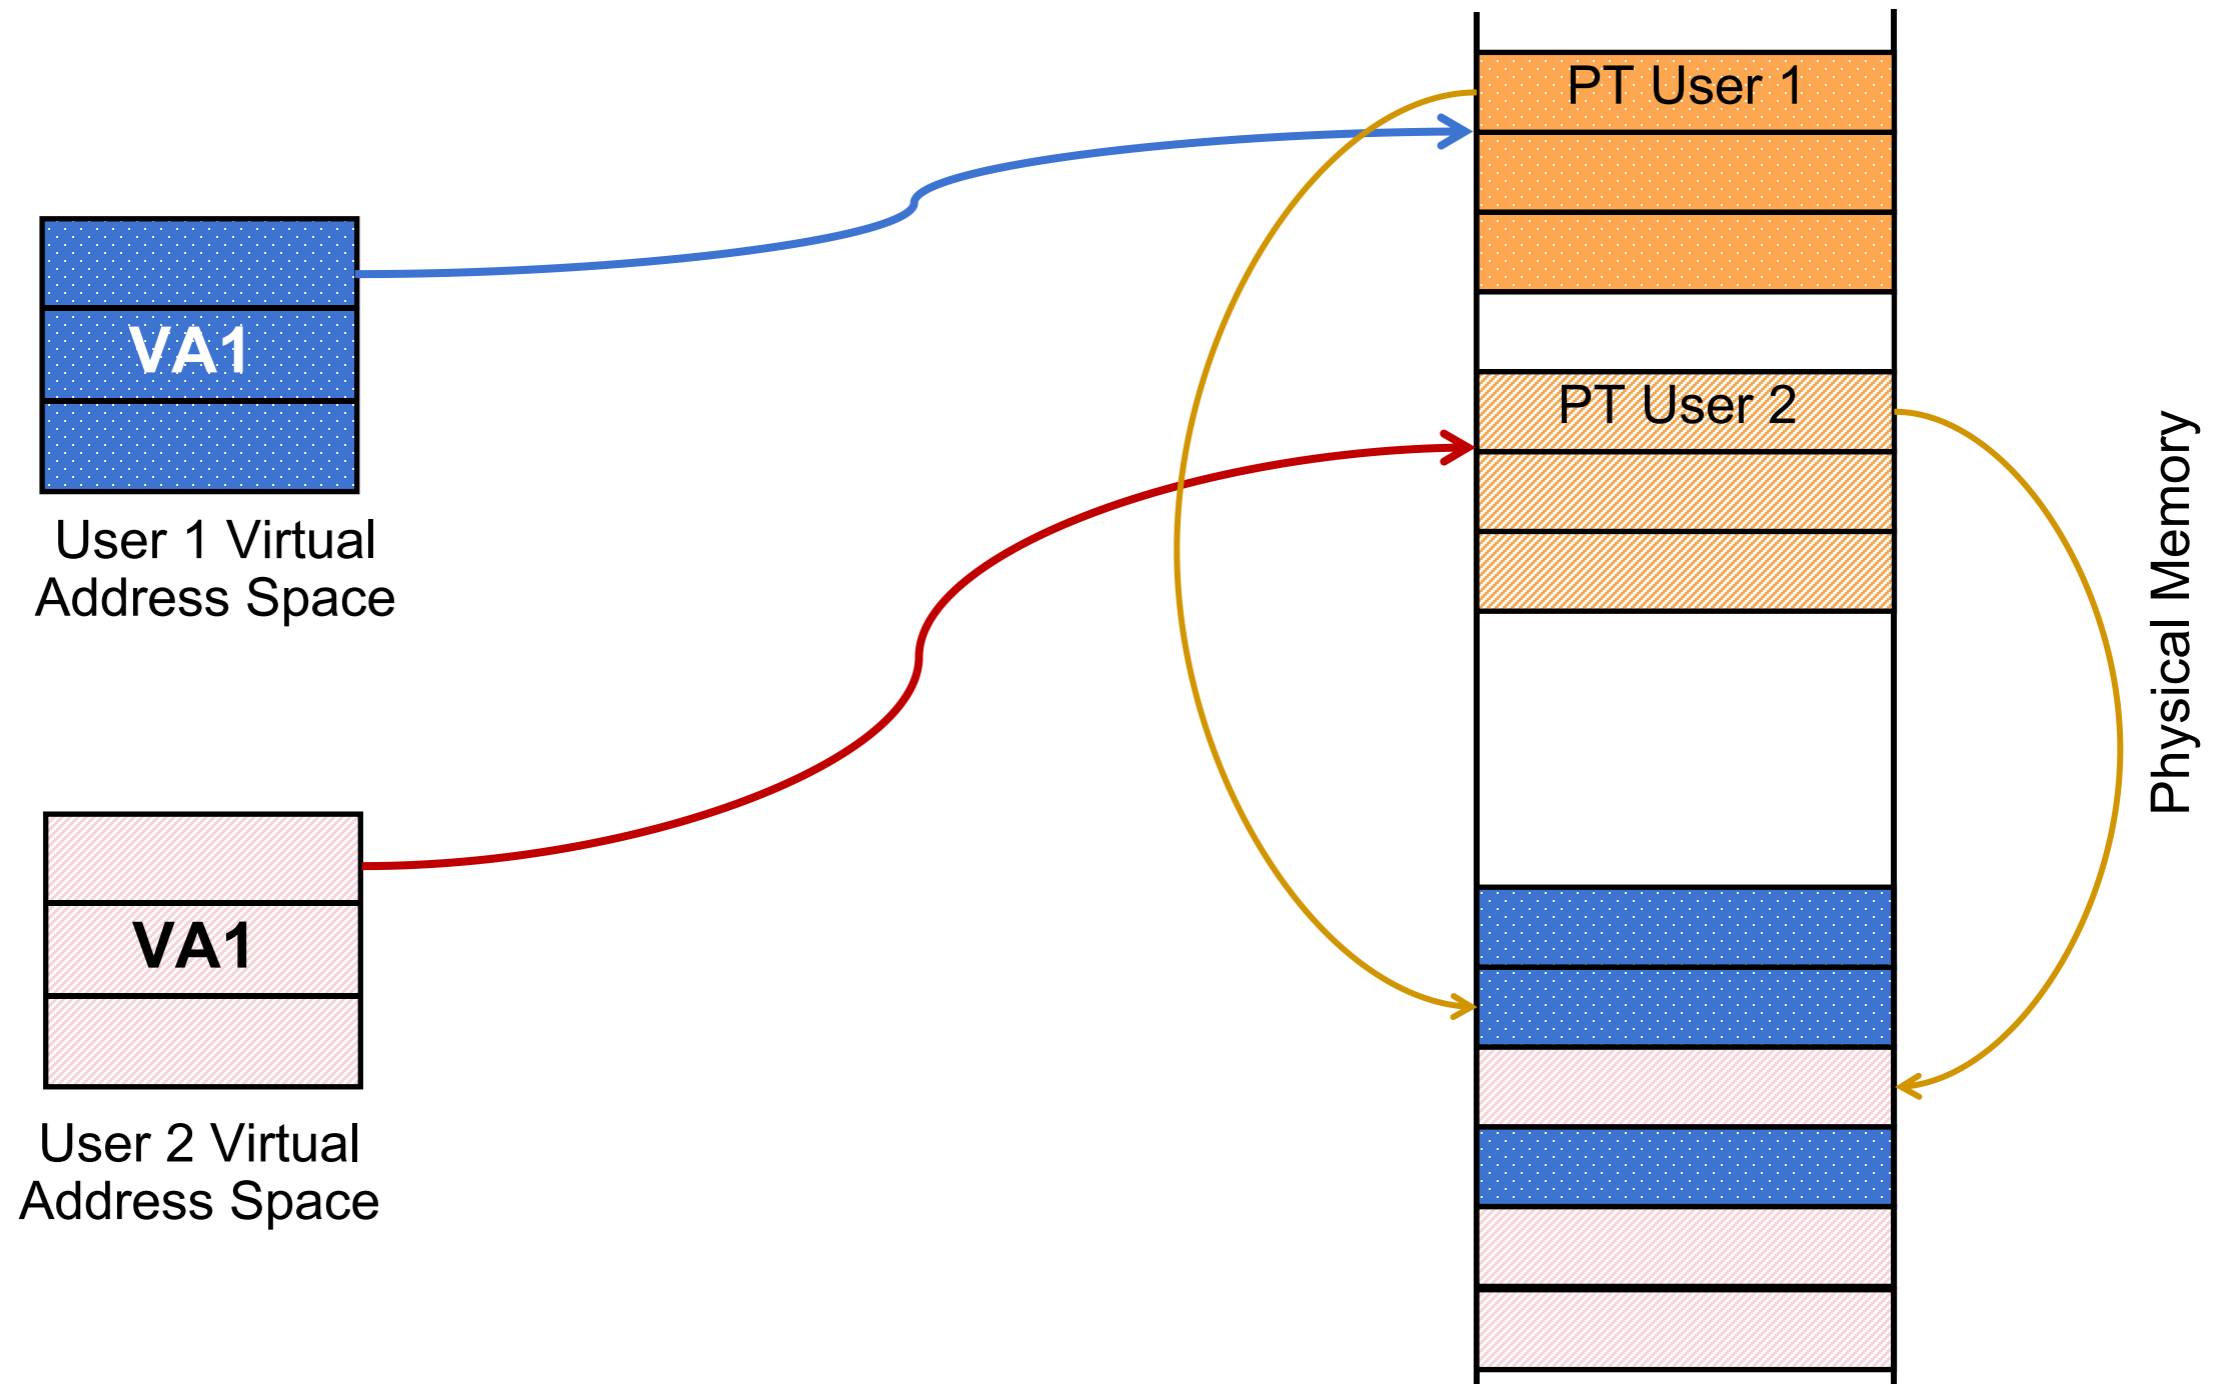 PT User 1
VA1
User 1 Virtual
Address Space
PT User 2
Physical Memory
VA1
User 2 Virtual
Address Space